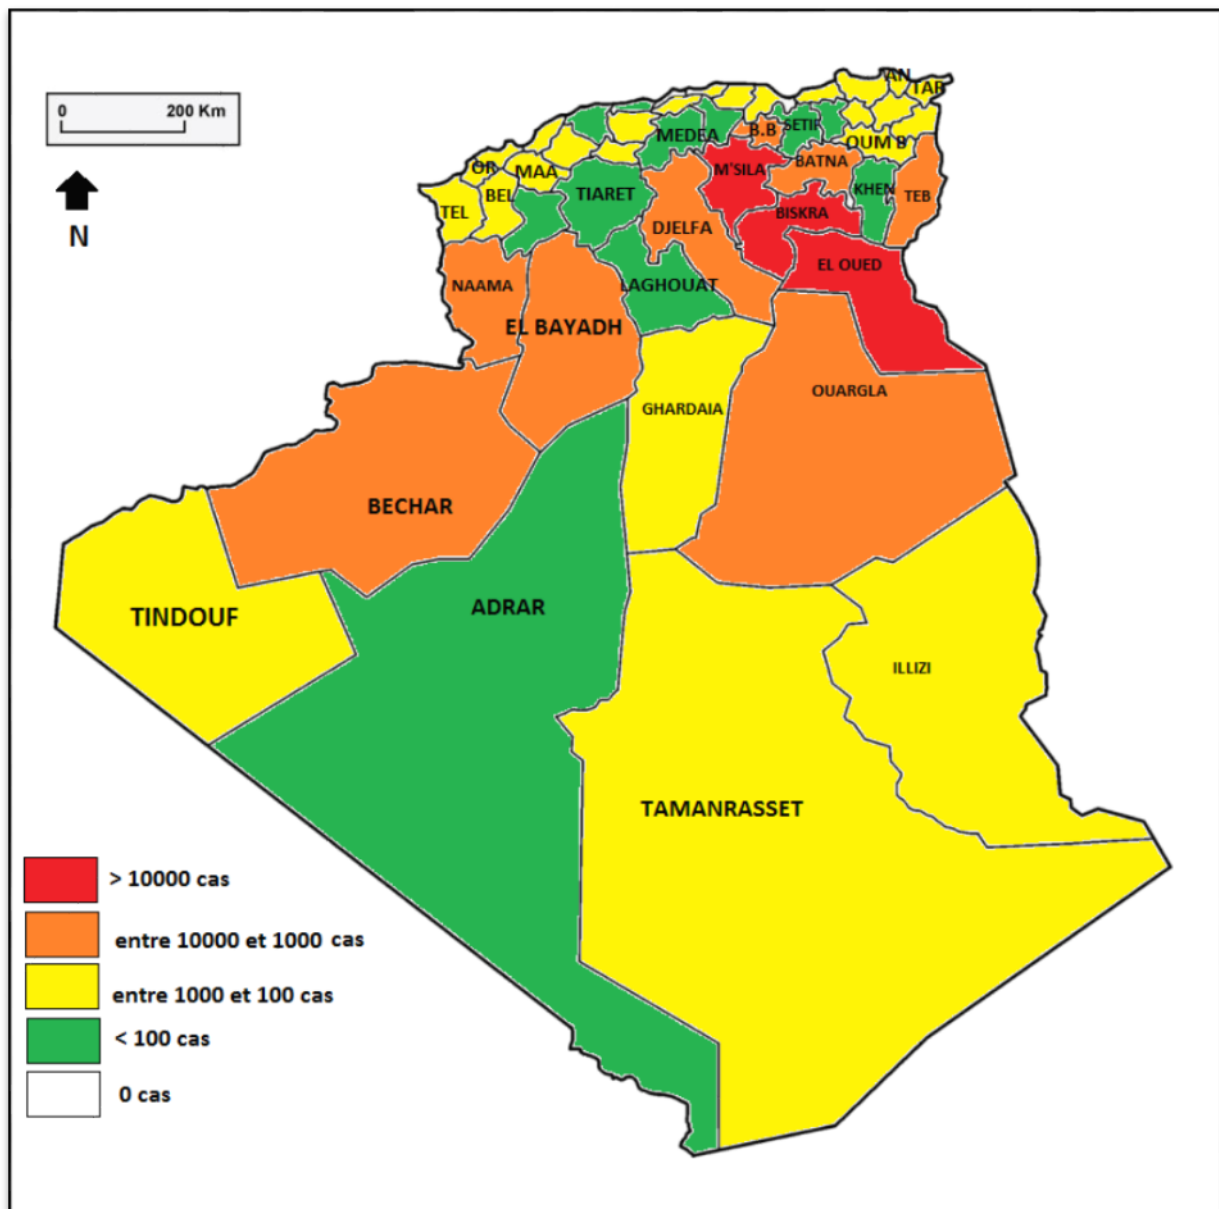 AN
TAR
0 200 Km
MEDEA
B.B
SETIF
OUM B
OR
MAA
M'SILA
BATNA
N
TEL
BEL
TIARET
KHEN
TEB
DJELFA
BISKRA
NAAMA
LAGHOUAT
EL OUED
EL BAYADH
GHARDAIA
OUARGLA
BECHAR
TINDOUF
ADRAR
ILLIZI
TAMANRASSET
> 10000 cas
entre 10000 et 1000 cas
entre 1000 et 100 cas
< 100 cas
0 cas